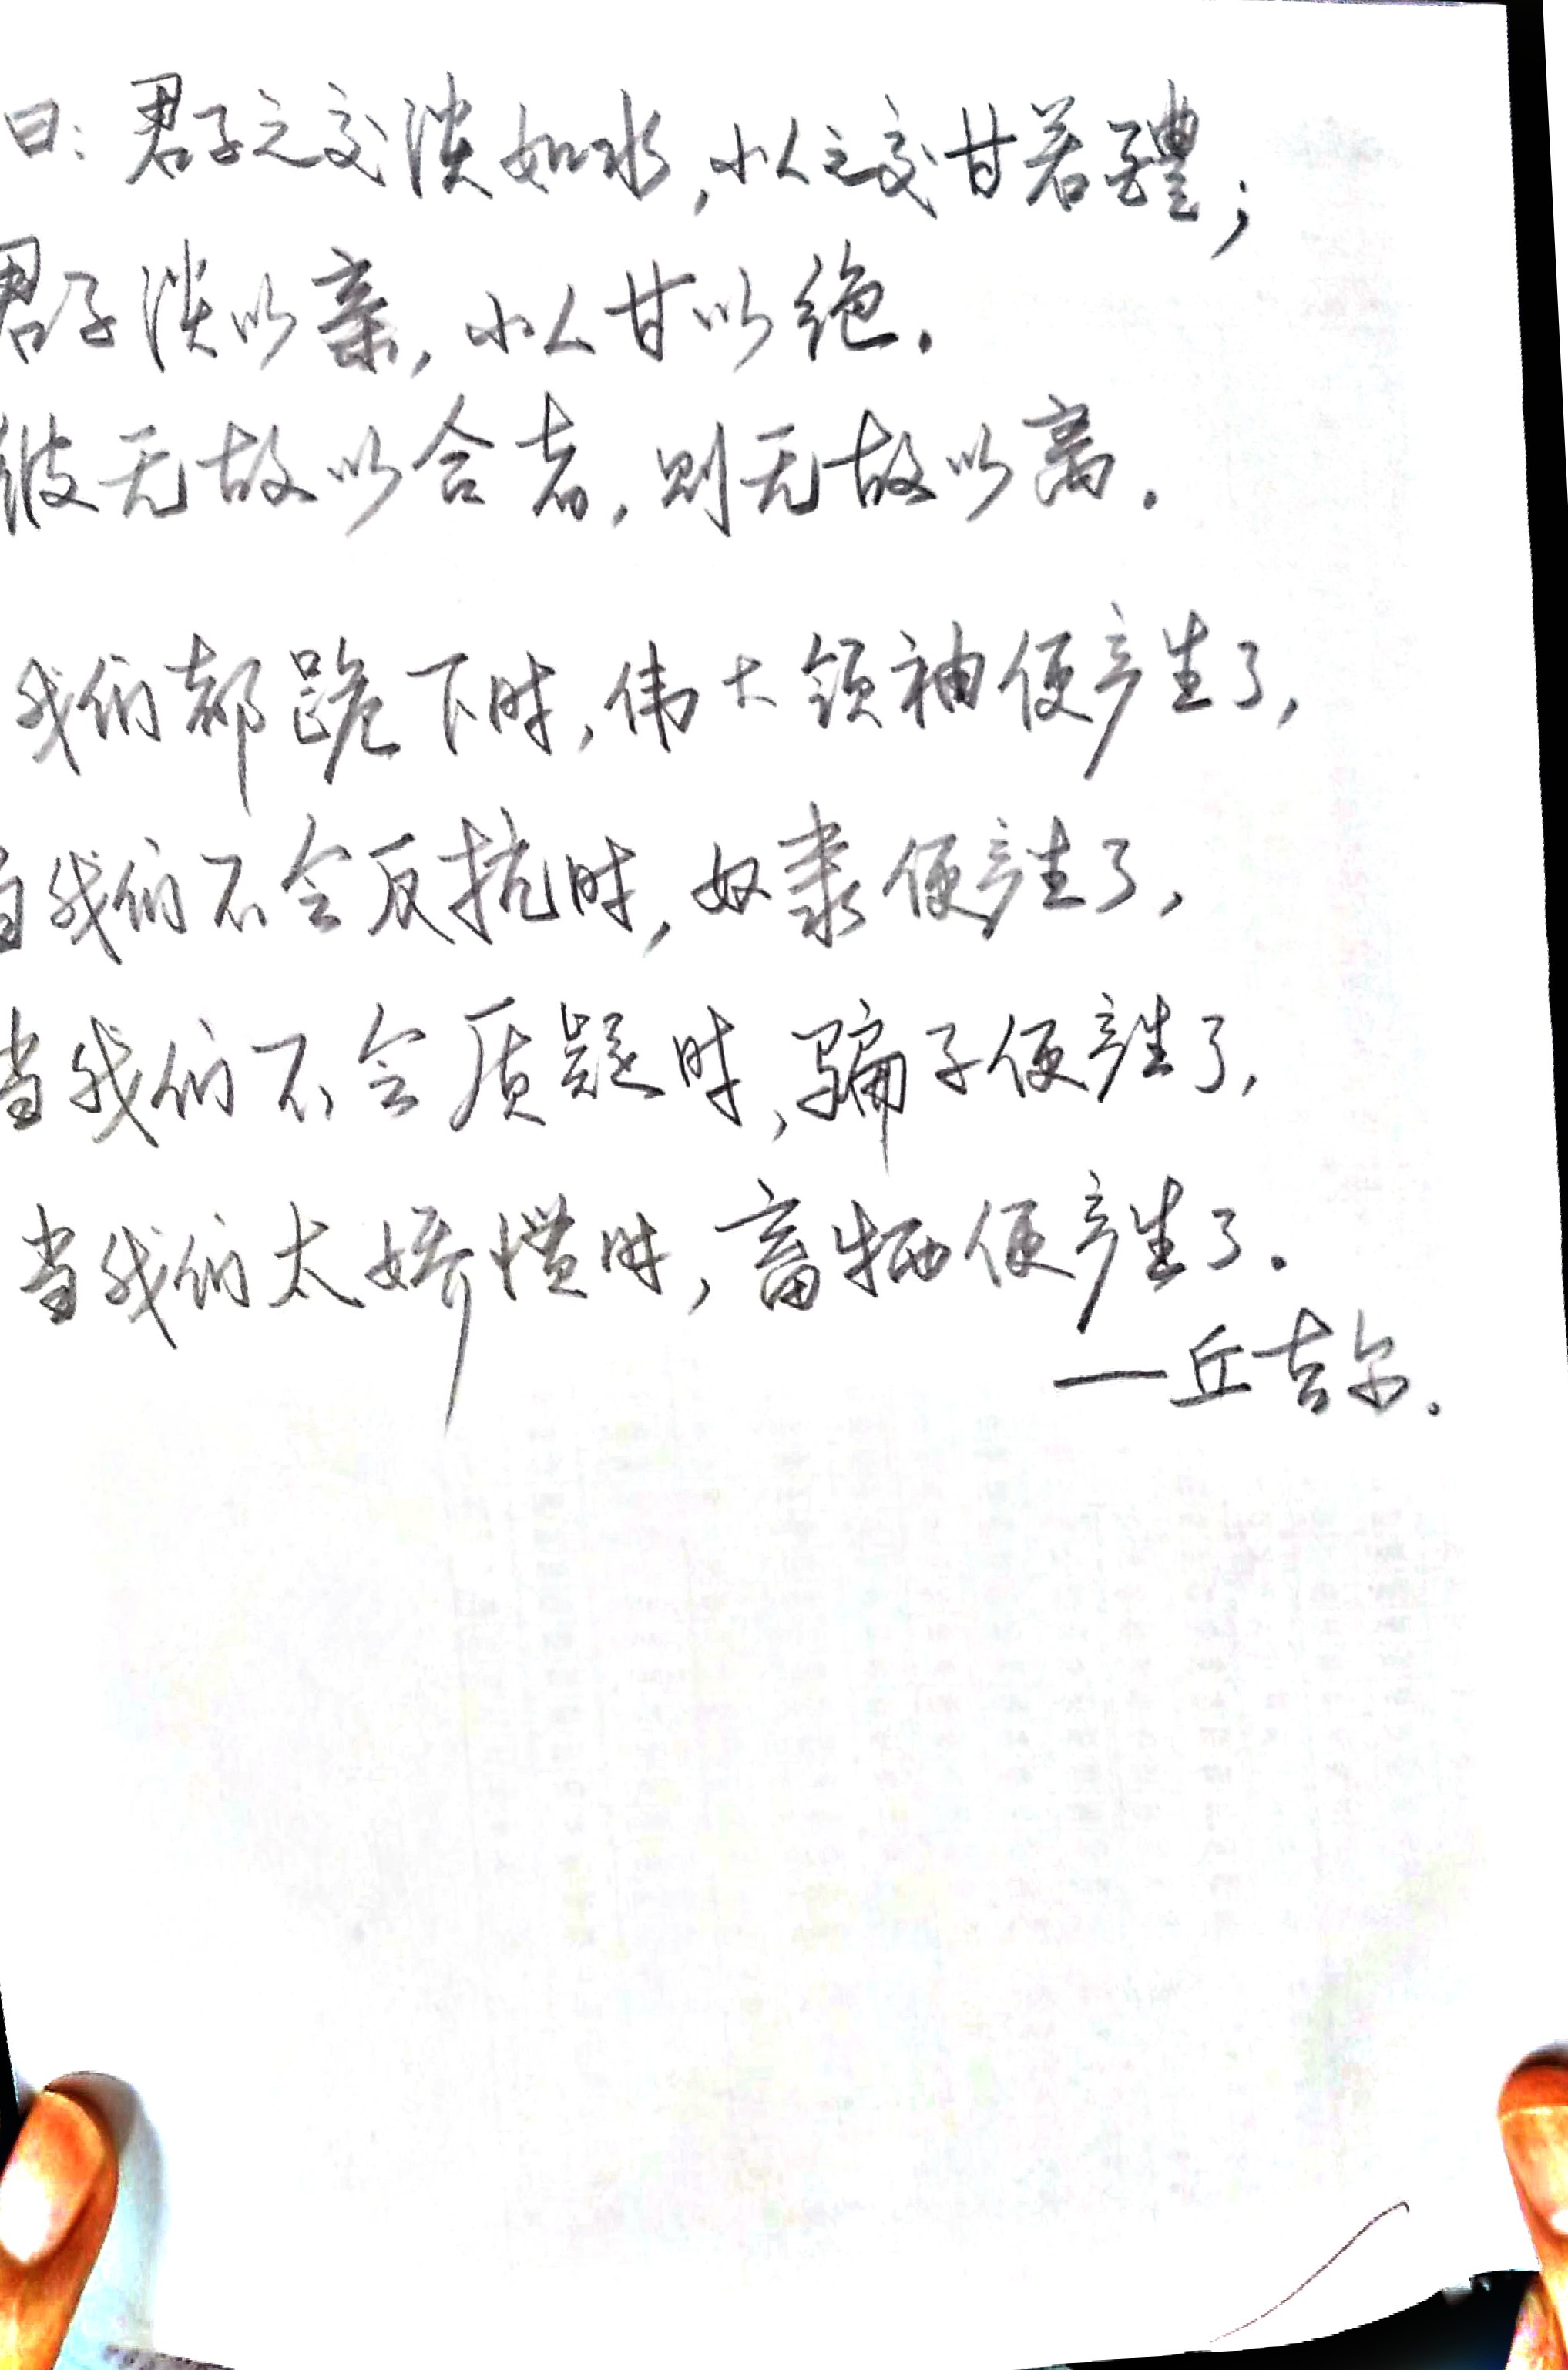 曰：君子之交淡如水，小人之交甘若醴；
君子淡以亲，小人甘以绝。
彼无故以合者，则无故以离。
我们都跪下时，伟大领袖便产生了，
当我们不会反抗时，奴隶便产生了，
当我们不会质疑时，骗子便产生了，
当我们太娇惯时，畜牲便产生了。
—丘吉尔。